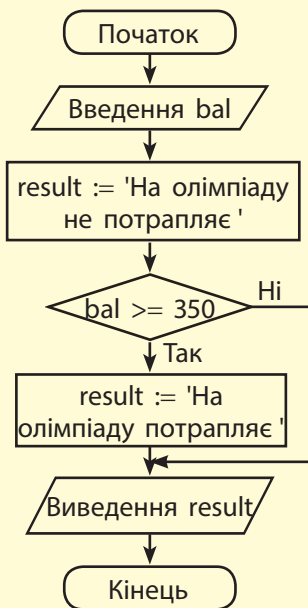 Початок
Введення bal
result := 'На олімпіаду
не потрапляє '
bal >= 350
Ні
Так
result := 'На
олімпіаду потрапляє '
Виведення result
Кінець